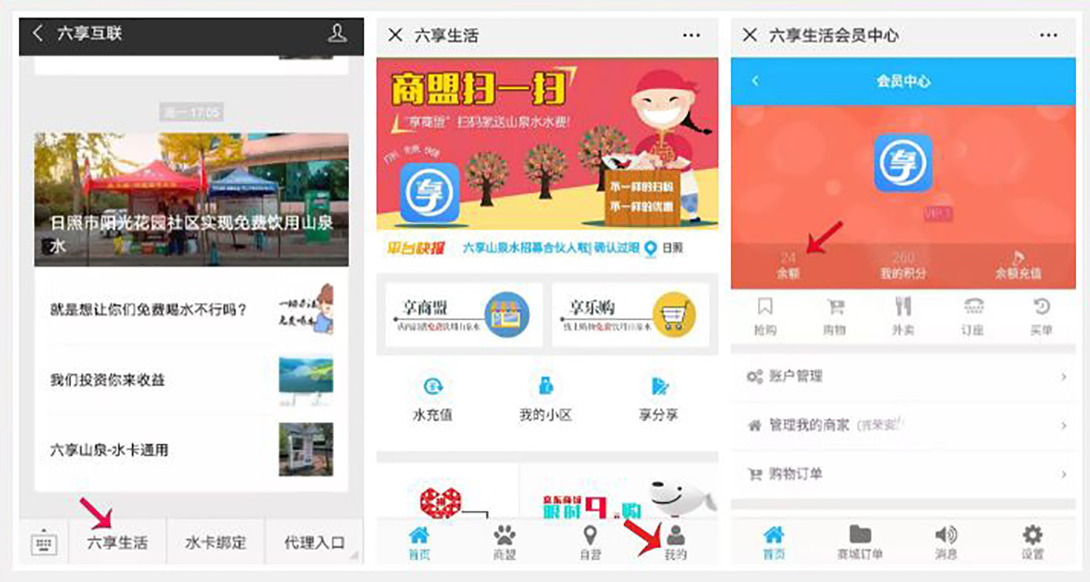 六享互联
周一 17:05
日照市阳光花园社区实现免费饮用山泉
水
就是想让你们免费喝水不行吗?
我们投资你来收益
六享山泉-水卡通用
六享生活
水卡绑定
代理入口
六享生活
商盟扫一扫
"享商盟"扫码就送山泉水水费!
享
不一样的扫码
不一样的优惠
平台快报
六享山泉水招募合伙人啦|确认过眼
日照
享商盟
享乐购
水充值
我的小区
享分享
京东商城
限时9.购
首页
商盟
自营
我的
六享生活会员中心
会员中心
享
VIP 1
24
余额
260
我的积分
余额充值
抢购
购物
外卖
订座
买单
账户管理
管理我的商家
购物订单
首页
商城订单
消息
设置